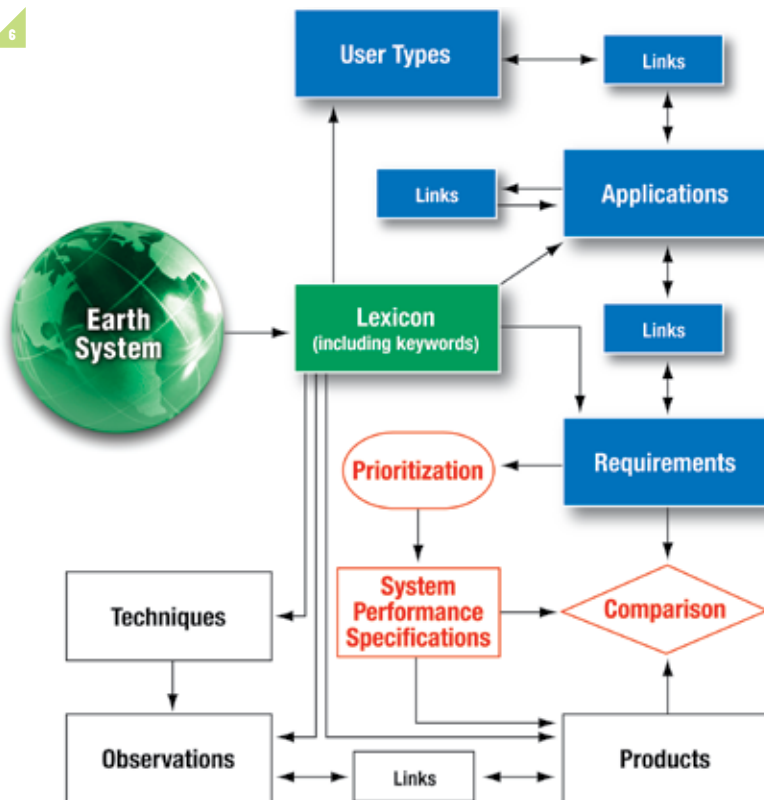 6
User Types
Links
Links
Applications
Earth
System
Lexicon
(including keywords)
Links
Prioritization
Requirements
Techniques
System
Performance
Specifications
Comparison
Observations
Links
Products